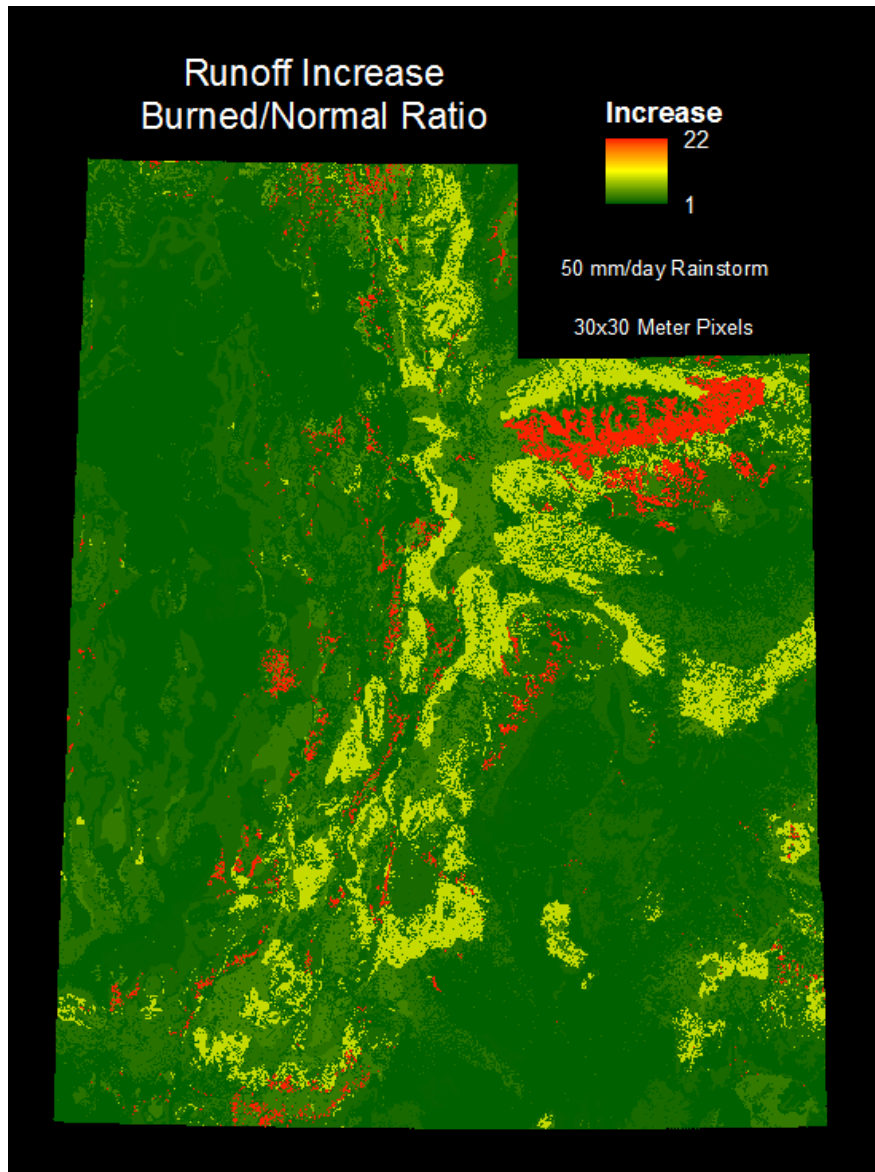 Runoff Increase
Burned/Normal Ratio
Increase
22
1
50 mm/day Rainstorm
30x30 Meter Pixels